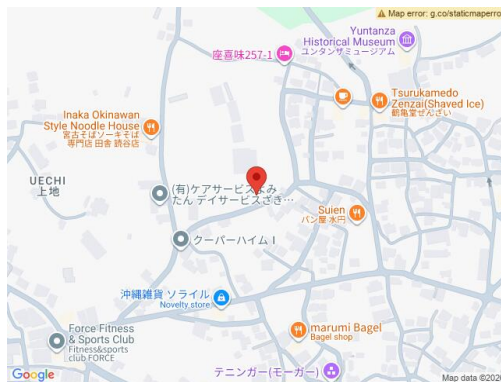 Map error: g.co/staticmaperro
Yuntanza
Historical Museum
ユンタンザミュージアム
座喜味257-1
Tsurukamedo
Zenzai(Shaved Ice)
鶴亀堂ぜんざい
Inaka Okinawan
Style Noodle House
宮古そばソーキそば
専門店 田舎 読谷店
UECHI
上地
(有)ケアサービスよみ
たん デイサービスざき…
Suien
パン屋 水円
クーパーハイム I
沖縄雑貨 ソライル
Novelty store
marumi Bagel
Bagel shop
Force Fitness
& Sports Club
Fitness&sports
club FORCE
テニンガー(モーガー)
Google
Map data ©202